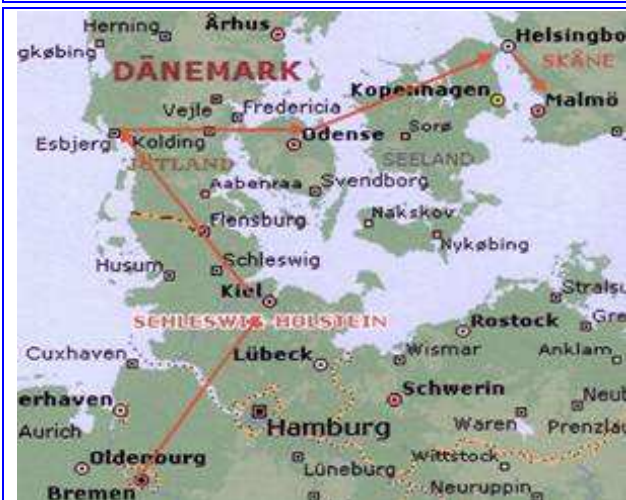 Herning
Århus
Helsingbo
gkøbing
SKÅNE
DÄNEMARK
Kopenhagen
Vejle
Fredericia
Malmö
Esbjerg
Kolding
Odense
Sorø
JÜTLAND
SEELAND
Aabenraa
Svendborg
Flensburg
Nakskov
Nykøbing
Husum
Schleswig
Kiel
Stralsu
SCHLESWIG HOLSTEIN
Rostock
Gre
Cuxhaven
Lübeck
Wismar
Anklam
erhaven
Schwerin
Neub
Aurich
Hamburg
Waren
Prenzlau
Oldenburg
Wittstock
Lüneburg
Bremen
Neuruppin